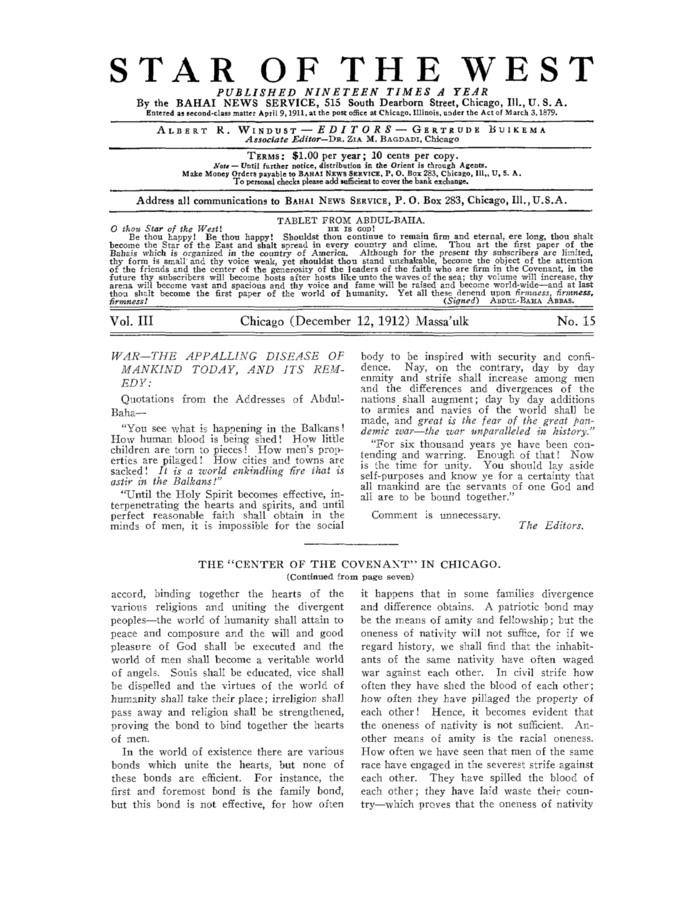 STAR OF THE WEST
PUBLISHED NINETEEN TIMES A YEAR
By the BAHAI NEWS SERVICE, 515 South Dearborn Street, Chicago, Ill., U. S. A.
Entered as second-class matter April 9, 1911, at the post office at Chicago, Illinois, under the Act of March 3, 1879.
ALBERT R. WINDUST — EDITORS — GERTRUDE BUIKEMA
Associate Editor—DR. ZIA M. BAGDADI, Chicago
TERMS: $1.00 per year; 10 cents per copy.
Note — Until further notice, distribution in the Orient is through Agents.
Make Money Orders payable to BAHAI NEWS SERVICE, P. O. Box 283, Chicago, Ill., U. S. A.
To personal checks please add sufficient to cover the bank exchange.
Address all communications to BAHAI NEWS SERVICE, P. O. Box 283, Chicago, Ill., U.S.A.
TABLET FROM ABDUL-BAHA.
O thou Star of the West! HE IS GOD!
Be thou happy! Be thou happy! Shouldst thou continue to remain firm and eternal, ere long, thou shalt
become the Star of the East and shalt spread in every country and clime. Thou art the first paper of the
Bahais which is organized in the country of America. Although for the present thy subscribers are limited,
thy form is small and thy voice weak, yet shouldst thou stand unshakable, become the object of the attention
of the friends and the center of the generosity of the leaders of the faith who are firm in the Covenant, in the
future thy subscribers will become hosts after hosts like unto the waves of the sea; thy volume will increase, thy
arena will become vast and spacious and thy voice and fame will be raised and become world-wide—and at last
thou shalt become the first paper of the world of humanity. Yet all these depend upon firmness, firmness,
firmness! (Signed) ABDUL-BAHA ABBAS.
Vol. III Chicago (December 12, 1912) Massa'ulk No. 15
WAR—THE APPALLING DISEASE OF
MANKIND TODAY, AND ITS REM-
EDY:
Quotations from the Addresses of Abdul-
Baha—
"You see what is happening in the Balkans!
How human blood is being shed! How little
children are torn to pieces! How men's prop-
erties are pilaged! How cities and towns are
sacked! It is a world enkindling fire that is
astir in the Balkans!"
"Until the Holy Spirit becomes effective, in-
terpenetrating the hearts and spirits, and until
perfect reasonable faith shall obtain in the
minds of men, it is impossible for the social
body to be inspired with security and confi-
dence. Nay, on the contrary, day by day
enmity and strife shall increase among men
and the differences and divergences of the
nations shall augment; day by day additions
to armies and navies of the world shall be
made, and great is the fear of the great pan-
demic war—the war unparalleled in history."
"For six thousand years ye have been con-
tending and warring. Enough of that! Now
is the time for unity. You should lay aside
self-purposes and know ye for a certainty that
all mankind are the servants of one God and
all are to be bound together."
Comment is unnecessary.
The Editors.
THE "CENTER OF THE COVENANT" IN CHICAGO.
(Continued from page seven)
accord, binding together the hearts of the
various religions and uniting the divergent
peoples—the world of humanity shall attain to
peace and composure and the will and good
pleasure of God shall be executed and the
world of men shall become a veritable world
of angels. Souls shall be educated, vice shall
be dispelled and the virtues of the world of
humanity shall take their place; irreligion shall
pass away and religion shall be strengthened,
proving the bond to bind together the hearts
of men.
In the world of existence there are various
bonds which unite the hearts, but none of
these bonds are efficient. For instance, the
first and foremost bond is the family bond,
but this bond is not effective, for how often
it happens that in some families divergence
and difference obtains. A patriotic bond may
be the means of amity and fellowship; but the
oneness of nativity will not suffice, for if we
regard history, we shall find that the inhabit-
ants of the same nativity have often waged
war against each other. In civil strife how
often they have shed the blood of each other;
how often they have pillaged the property of
each other! Hence, it becomes evident that
the oneness of nativity is not sufficient. An-
other means of amity is the racial oneness.
How often we have seen that men of the same
race have engaged in the severest strife against
each other. They have spilled the blood of
each other; they have laid waste their coun-
try—which proves that the oneness of nativity